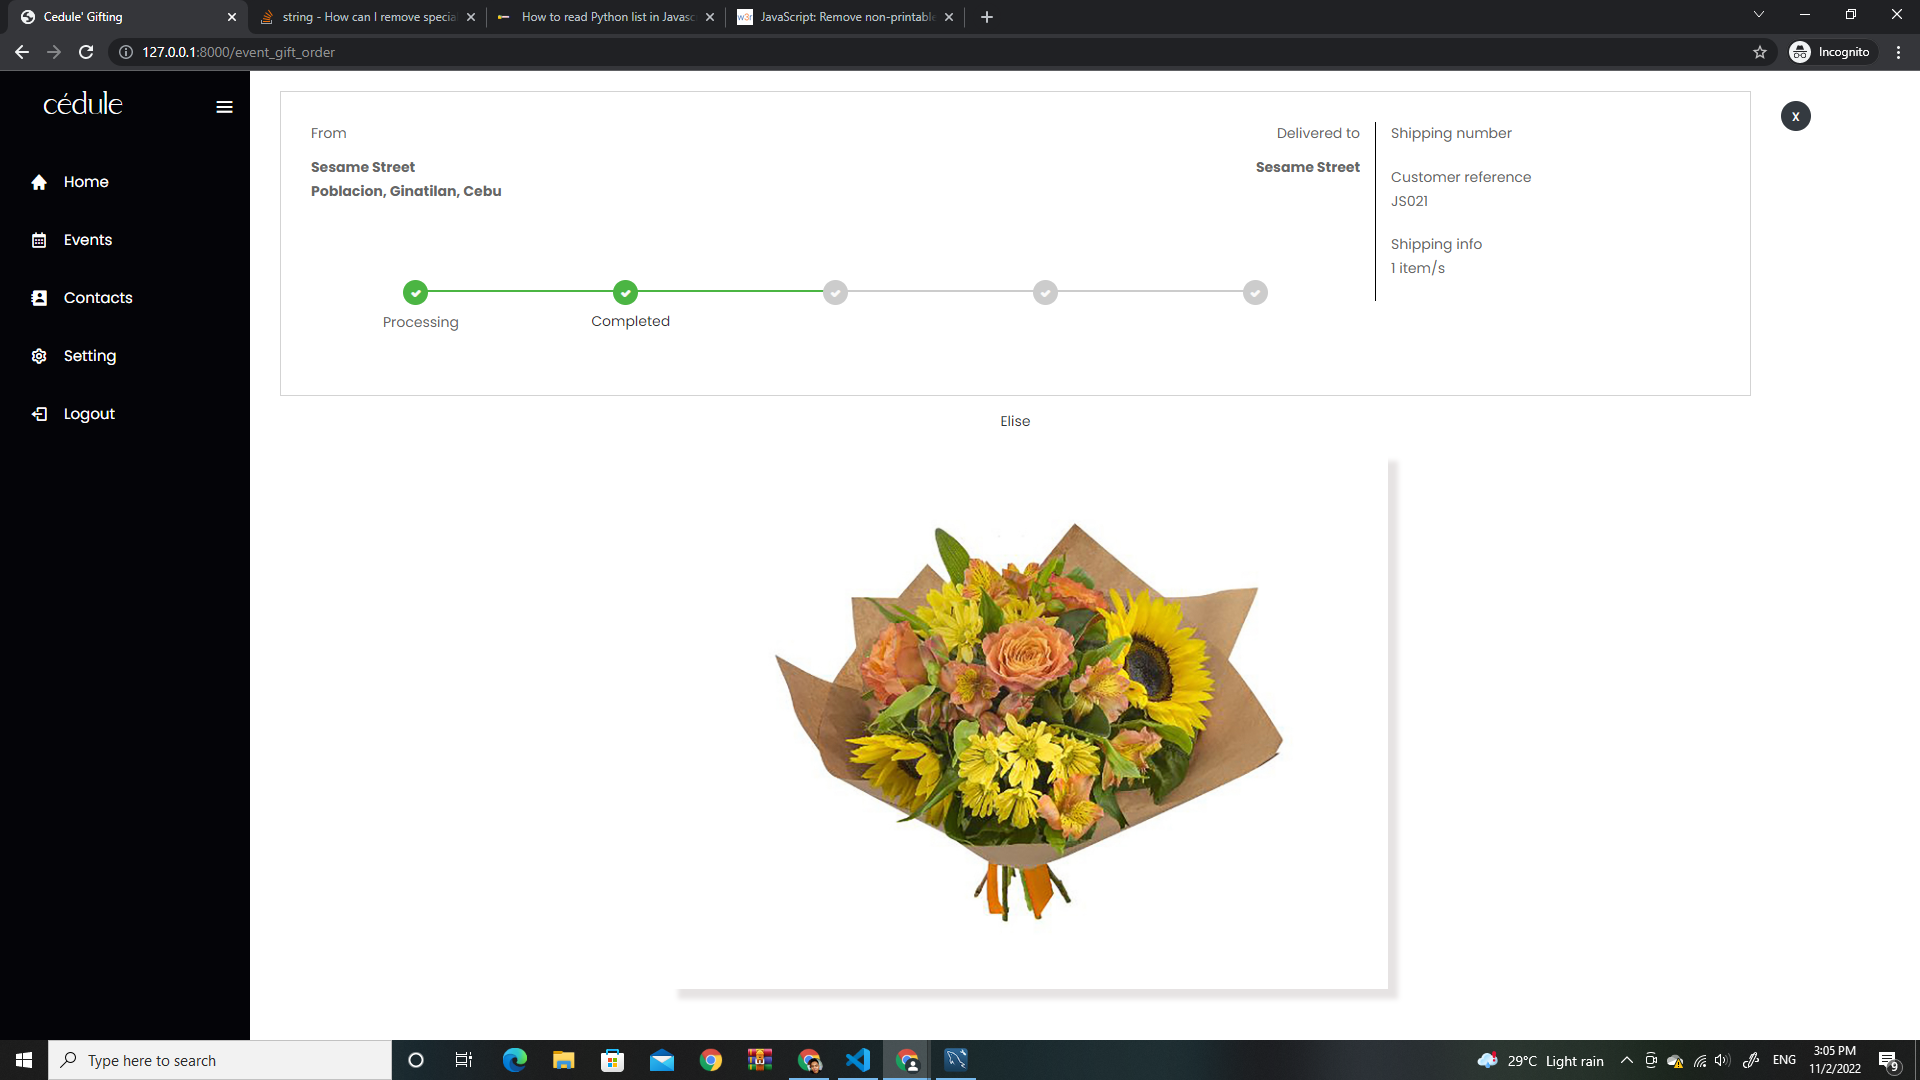 Cedule' Gifting
string - How can I remove specia
How to read Python list in Javasc
w3r
JavaScript: Remove non-printable
127.0.0.1:8000/event_gift_order
Incognito
cédule
Home
Events
Contacts
Setting
Logout
From
Sesame Street
Poblacion, Ginatilan, Cebu
Delivered to
Sesame Street
Shipping number
Customer reference
JS021
Shipping info
1 item/s
x
Processing
Completed
Elise
Type here to search
29°C Light rain
ENG
3:05 PM
11/2/2022
9